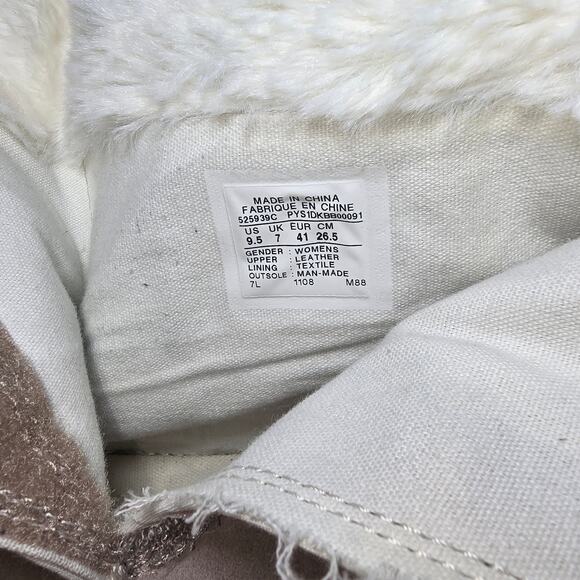 MADE IN CHINA
FABRIQUE EN CHINE
525939C PYS1DKBB00091
US UK EUR CM
9.5 7 41 26.5
GENDER : WOMENS
UPPER : LEATHER
LINING : TEXTILE
OUTSOLE : MAN-MADE
7L 1108 M88